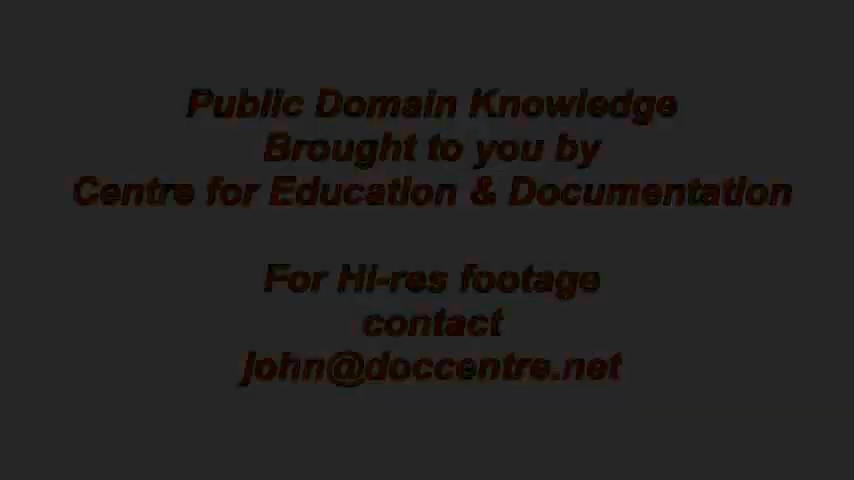 Public Domain Knowledge
Brought to you by
Centre for Education & Documentation
For Hi-res footage
contact
john@doccentre.net